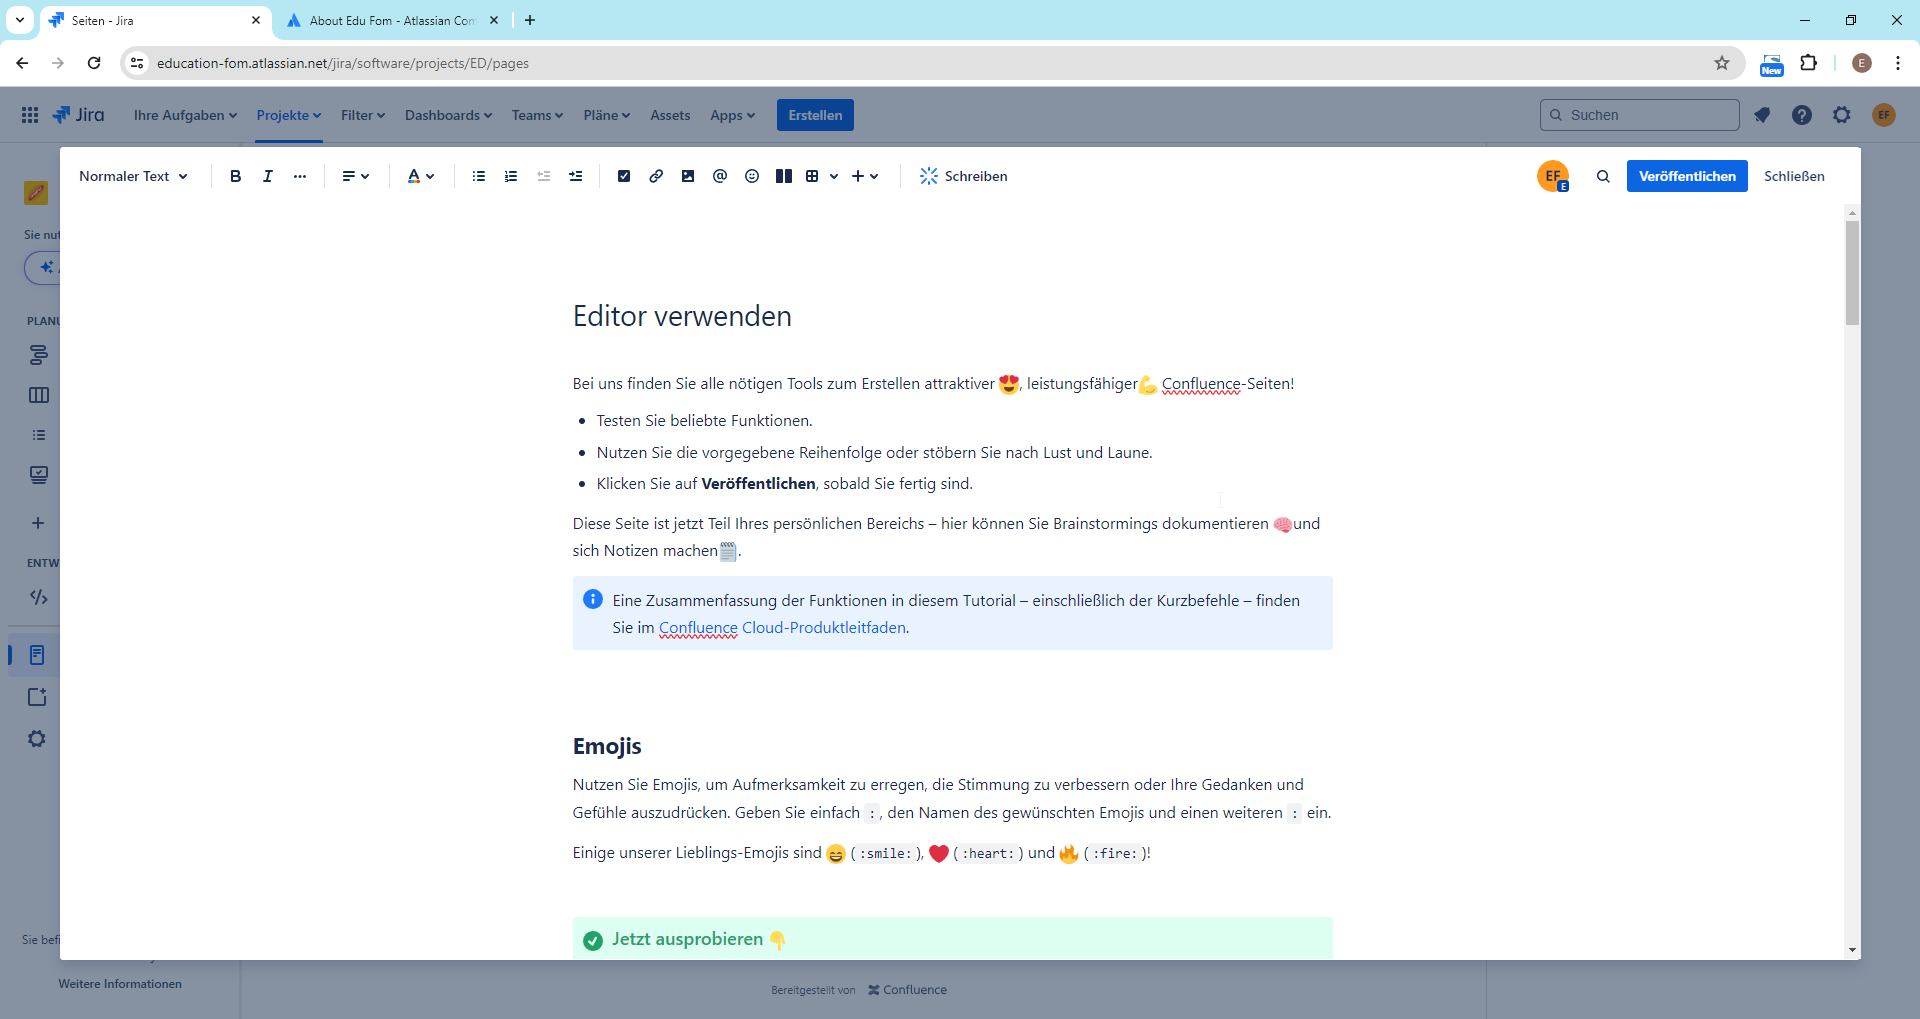 Seiten - Jira
About Edu Fom - Atlassian Com
education-fom.atlassian.net/jira/software/projects/ED/pages
New
E
Jira
Ihre Aufgaben
Projekte
Filter
Dashboards
Teams
Pläne
Assets
Apps
Erstellen
Suchen
EF
Normaler Text
B
I
A
Schreiben
EF
E
Veröffentlichen
Schließen
Sie nut
PLANU
ENTW
Sie befi
Weitere Informationen
Editor verwenden
Bei uns finden Sie alle nötigen Tools zum Erstellen attraktiver 😍, leistungsfähiger💪 Confluence-Seiten!
• Testen Sie beliebte Funktionen.
• Nutzen Sie die vorgegebene Reihenfolge oder stöbern Sie nach Lust und Laune.
• Klicken Sie auf Veröffentlichen, sobald Sie fertig sind.
Diese Seite ist jetzt Teil Ihres persönlichen Bereichs – hier können Sie Brainstormings dokumentieren 🧠und
sich Notizen machen🗒️.
Eine Zusammenfassung der Funktionen in diesem Tutorial – einschließlich der Kurzbefehle – finden
Sie im Confluence Cloud-Produktleitfaden.
Emojis
Nutzen Sie Emojis, um Aufmerksamkeit zu erregen, die Stimmung zu verbessern oder Ihre Gedanken und
Gefühle auszudrücken. Geben Sie einfach :, den Namen des gewünschten Emojis und einen weiteren : ein.
Einige unserer Lieblings-Emojis sind 😄 (:smile:), ❤️ (:heart:) und 🔥 (:fire:)!
Jetzt ausprobieren 👇
Bereitgestellt von Confluence